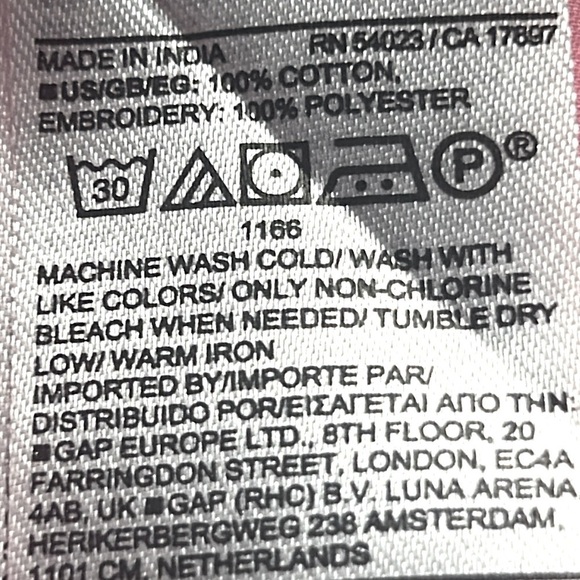 MADE IN INDIA RN 54023 / CA 17897
US/GB/EG: 100% COTTON,
EMBROIDERY: 100% POLYESTER
30 P ®
1166
MACHINE WASH COLD/ WASH WITH
LIKE COLORS/ ONLY NON-CHLORINE
BLEACH WHEN NEEDED/ TUMBLE DRY
LOW/ WARM IRON
IMPORTED BY/IMPORTE PAR/
DISTRIBUIDO POR/ΕΙΣΑΓΕΤΑΙ ΑΠΟ ΤΗΝ:
GAP EUROPE LTD., 8TH FLOOR, 20
FARRINGDON STREET, LONDON, EC4A
4AB, UK GAP (RHC) B.V. LUNA ARENA
HERIKERBERGWEG 238 AMSTERDAM,
1101 CM, NETHERLANDS